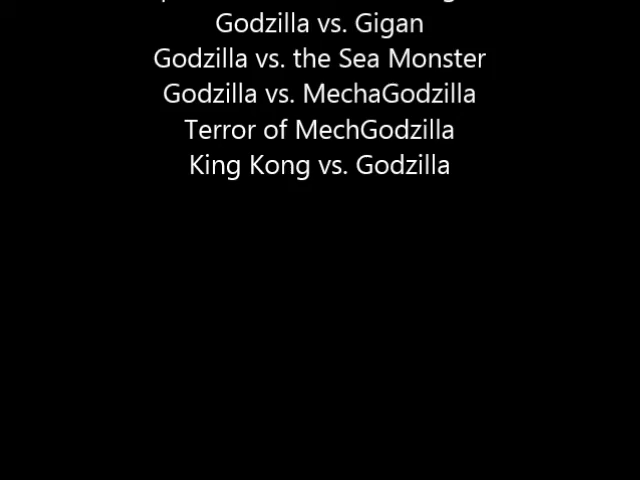 Godzilla vs. Gigan
Godzilla vs. the Sea Monster
Godzilla vs. MechaGodzilla
Terror of MechGodzilla
King Kong vs. Godzilla